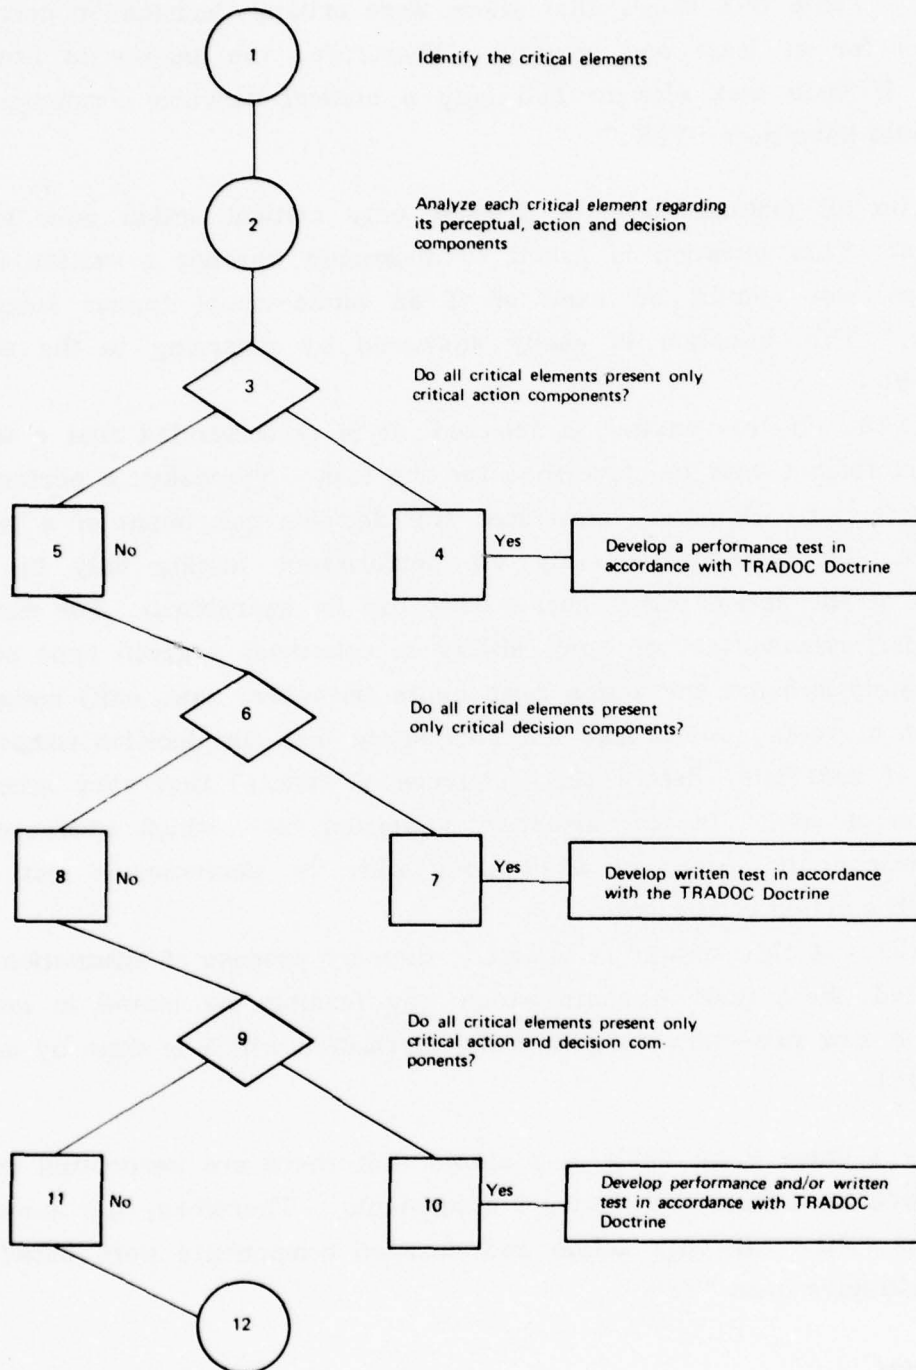 1
Identify the critical elements
2
Analyze each critical element regarding
its perceptual, action and decision
components
3
Do all critical elements present only
critical action components?
5
No
4
Yes
Develop a performance test in
accordance with TRADOC Doctrine
6
Do all critical elements present
only critical decision components?
8
No
7
Yes
Develop written test in accordance
with the TRADOC Doctrine
9
Do all critical elements present only
critical action and decision com-
ponents?
11
No
10
Yes
Develop performance and/or written
test in accordance with TRADOC
Doctrine
12